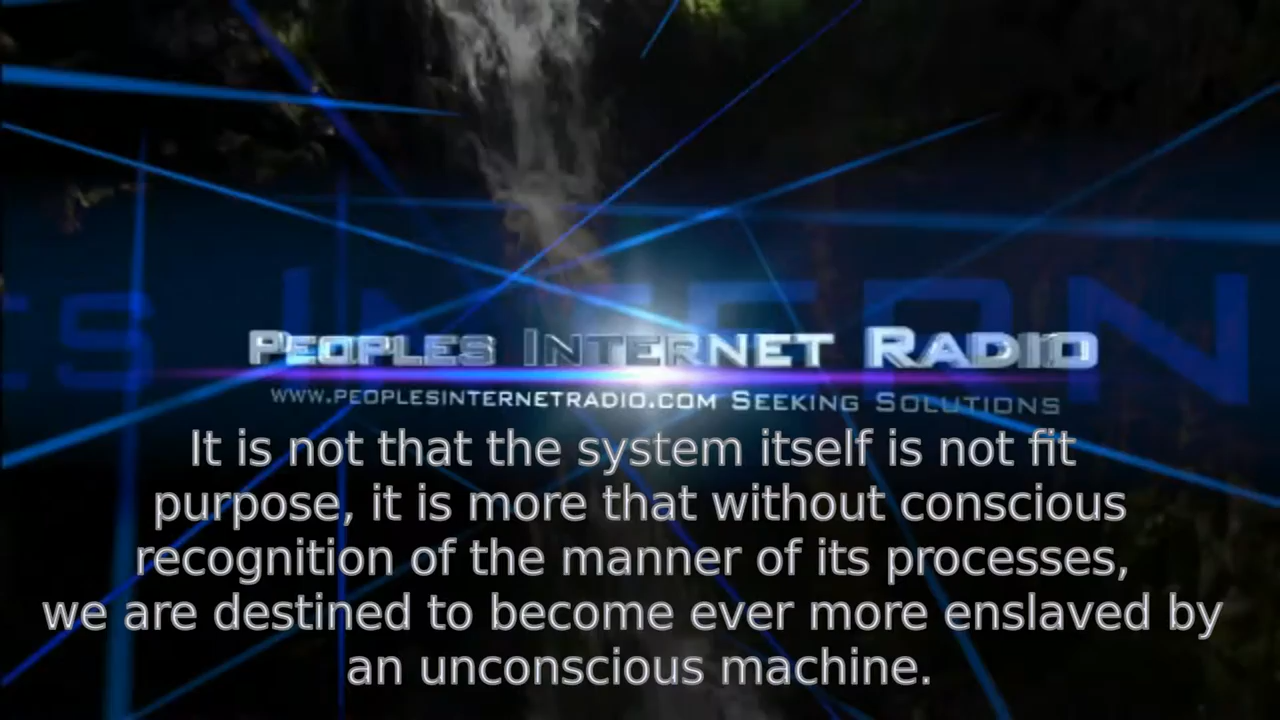 ES INTERN
PEOPLES INTERNET RADIO
WWW.PEOPLESINTERNETRADIO.COM SEEKING SOLUTIONS
It is not that the system itself is not fit
purpose, it is more that without conscious
recognition of the manner of its processes,
we are destined to become ever more enslaved by
an unconscious machine.